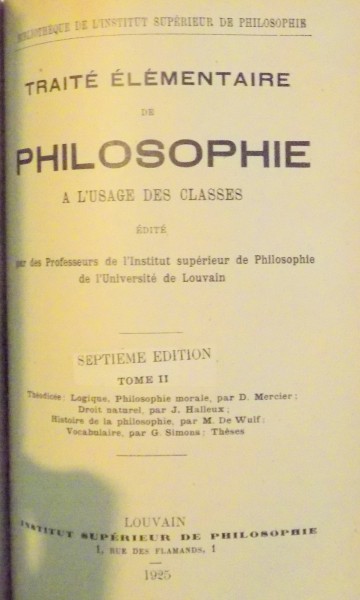 BIBLIOTHÈQUE DE L'INSTITUT SUPÉRIEUR DE PHILOSOPHIE
TRAITÉ ÉLÉMENTAIRE
DE
PHILOSOPHIE
A L'USAGE DES CLASSES
ÉDITÉ
par des Professeurs de l'Institut supérieur de Philosophie
de l'Université de Louvain
SEPTIÈME EDITION
TOME II
Théodicée: Logique, Philosophie morale, par D. Mercier;
Droit naturel, par J. Halleux;
Histoire de la philosophie, par M. De Wulf;
Vocabulaire, par G. Simons; Thèses
LOUVAIN
INSTITUT SUPÉRIEUR DE PHILOSOPHIE
1, RUE DES FLAMANDS, 1
1925